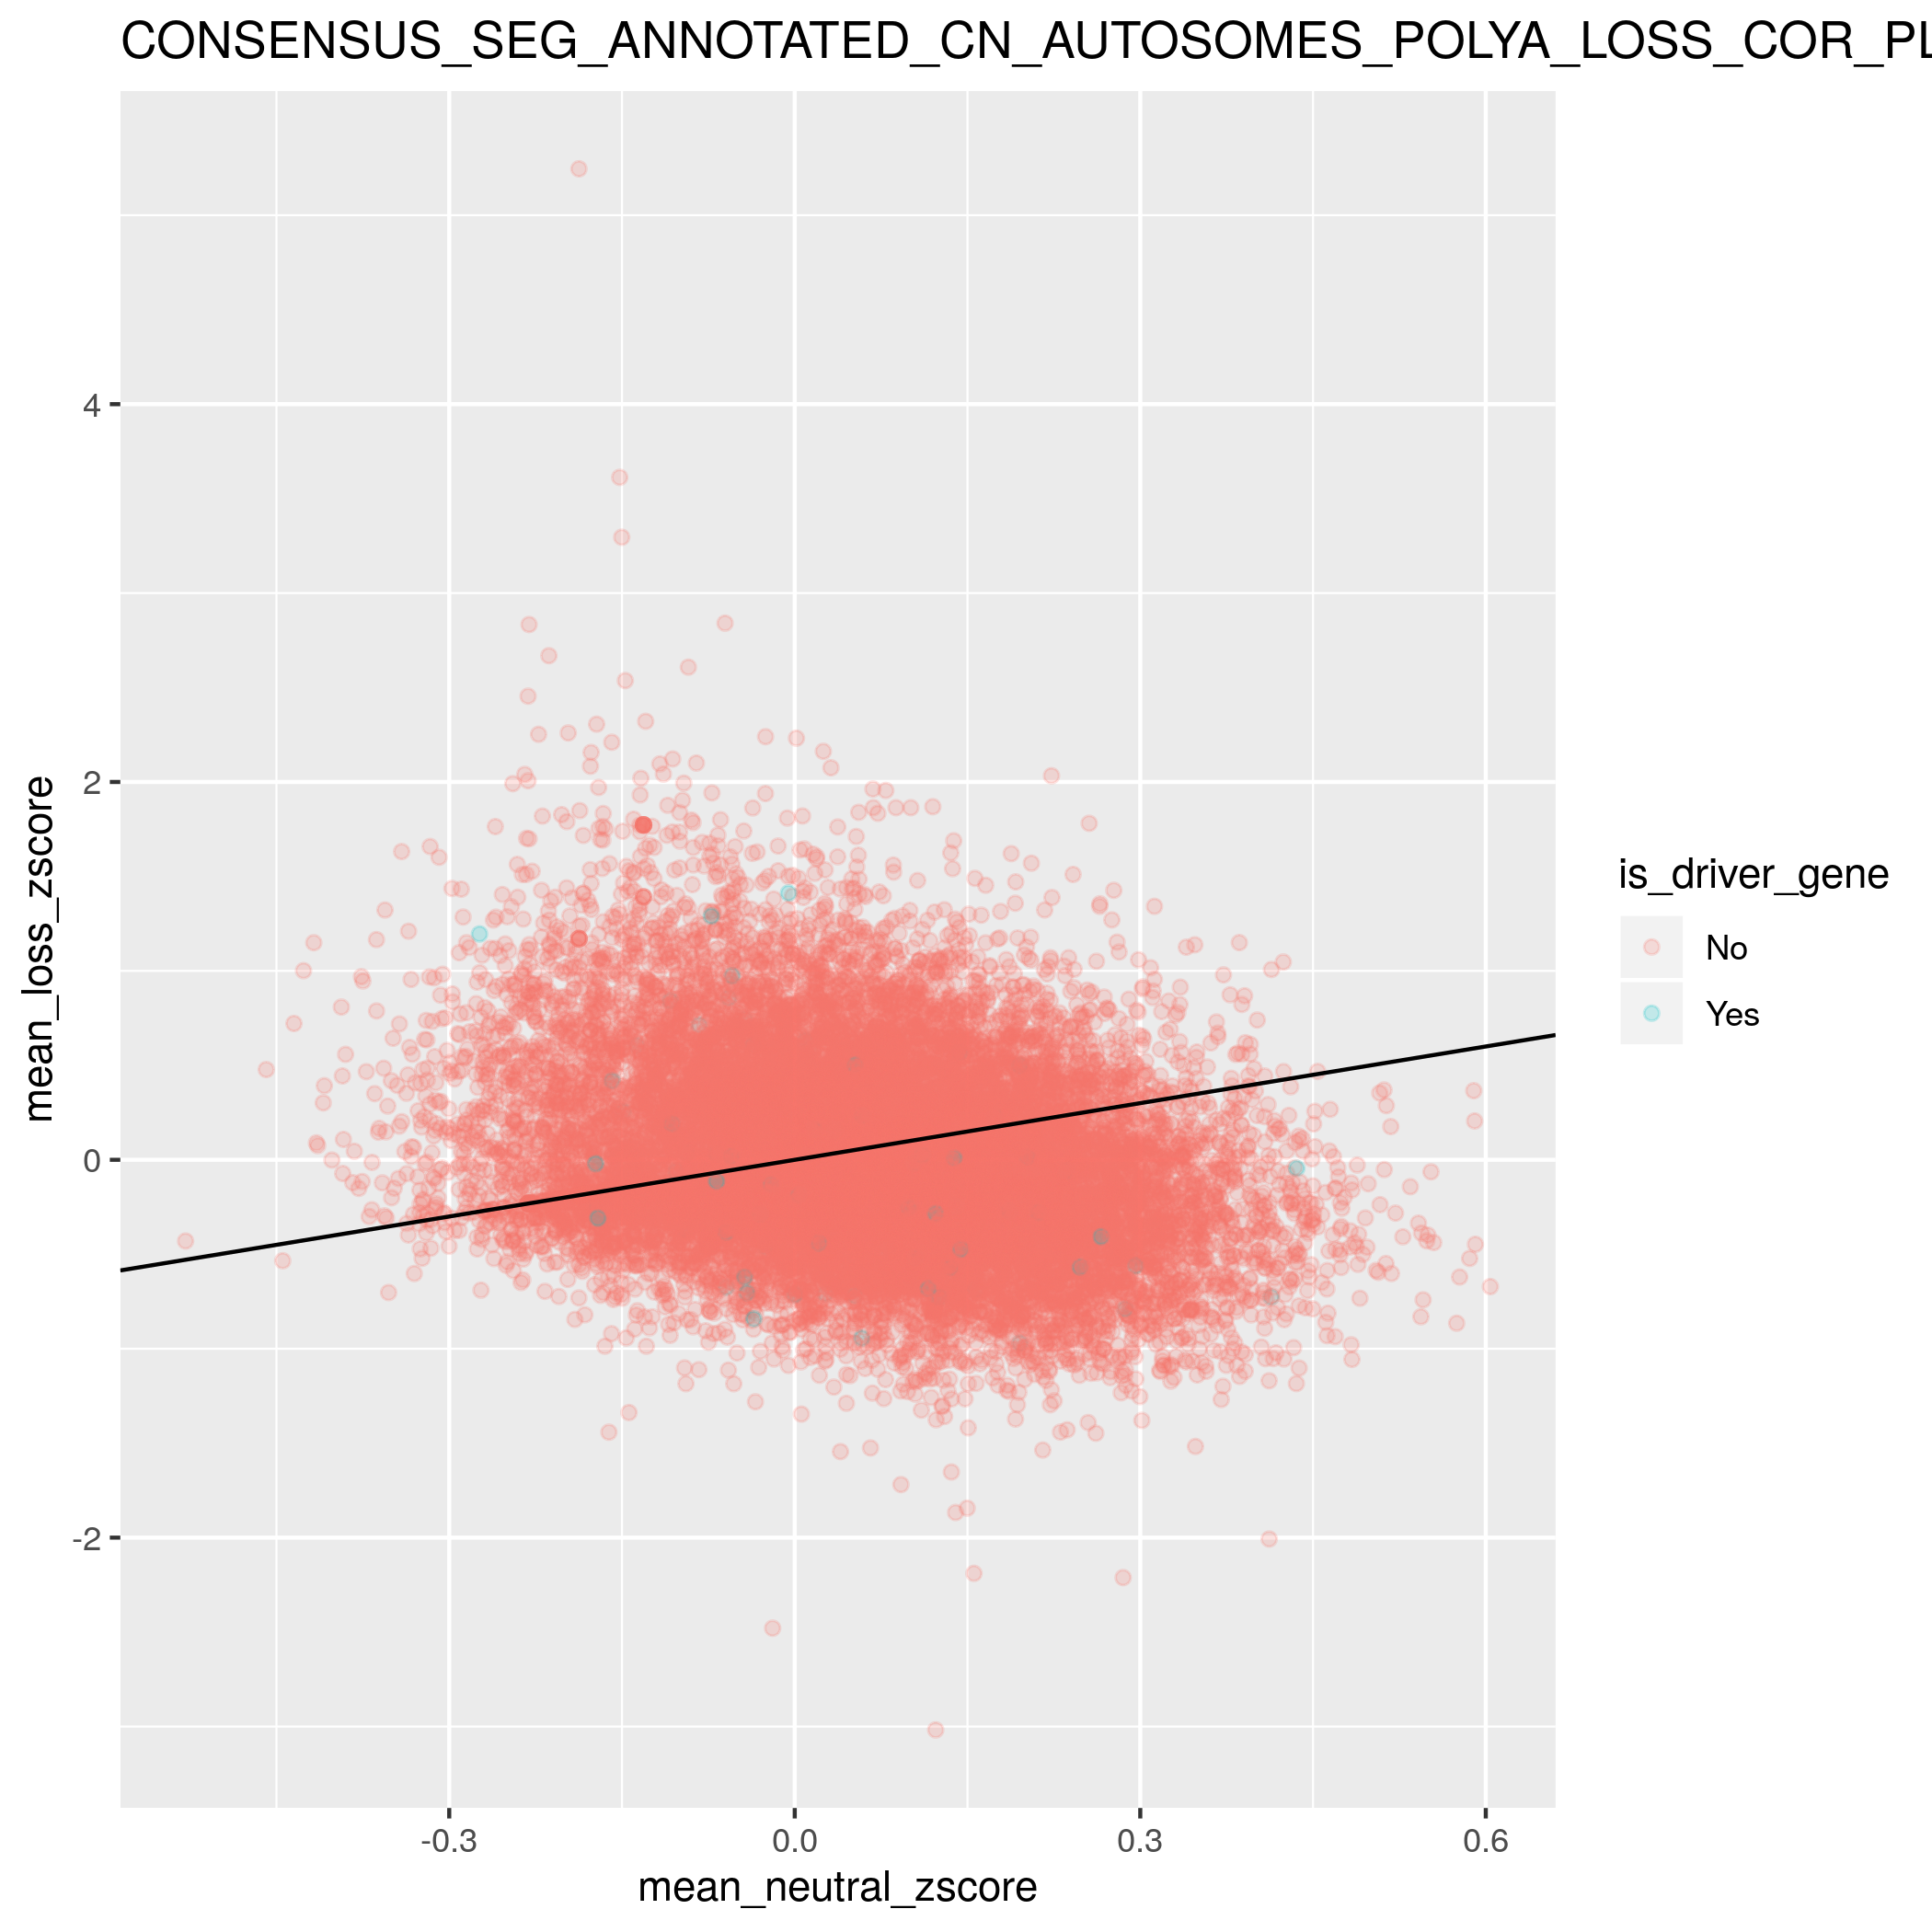 CONSENSUS_SEG_ANNOTATED_CN_AUTOSOMES_POLYA_LOSS_COR_PL
mean_loss_zscore
4
2
0
-2
-0.3
0.0
0.3
0.6
mean_neutral_zscore
is_driver_gene
No
Yes